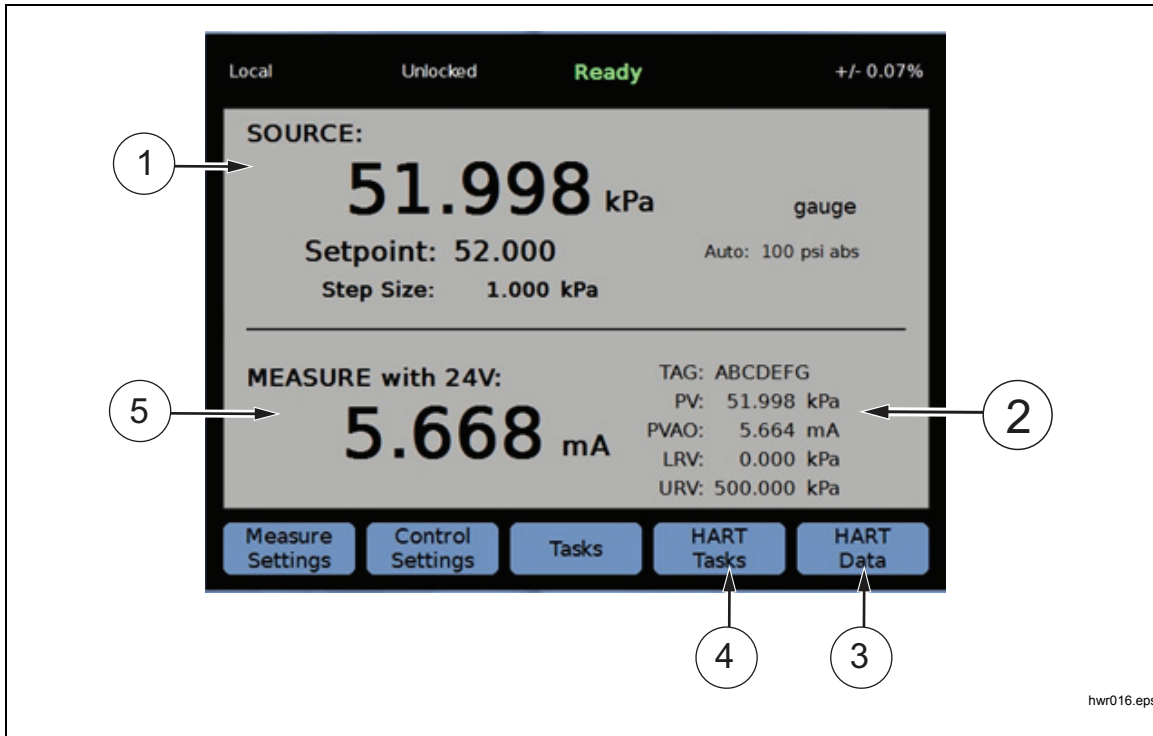 Local Unlocked Ready +/- 0.07%
SOURCE:
1
51.998 kPa
gauge
Setpoint: 52.000
Auto: 100 psi abs
Step Size: 1.000 kPa
MEASURE with 24V:
5
5.668 mA
TAG: ABCDEFG
PV: 51.998 kPa
PVAO: 5.664 mA
LRV: 0.000 kPa
URV: 500.000 kPa
2
Measure Settings
Control Settings
Tasks
HART Tasks
HART Data
4
3
hwr016.eps